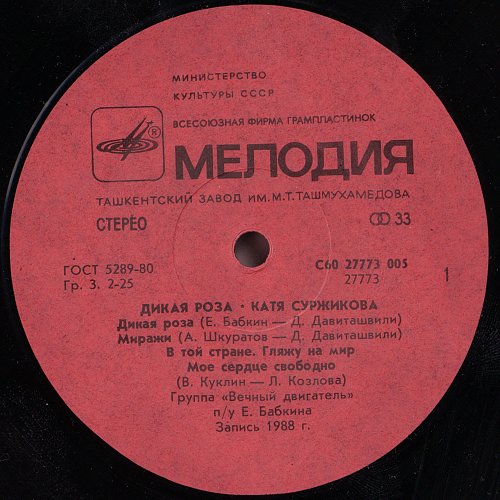 МИНИСТЕРСТВО
КУЛЬТУРЫ СССР
ВСЕСОЮЗНАЯ ФИРМА ГРАМПЛАСТИНОК
® МЕЛОДИЯ
ТАШКЕНТСКИЙ ЗАВОД ИМ. М.Т. ТАШМУХАМЕДОВА
СТЕРЕО 33
ГОСТ 5289-80 С60 27773 005
Гр. 3. 2-25 27773 1
ДИКАЯ РОЗА · КАТЯ СУРЖИКОВА
Дикая роза (Е. Бабкин — Д. Давиташвили)
Миражи (А. Шкуратов — Д. Давиташвили)
В той стране. Гляжу на мир
Мое сердце свободно
(В. Куклин — Л. Козлова)
Группа «Вечный двигатель»
п/у Е. Бабкина
Запись 1988 г.